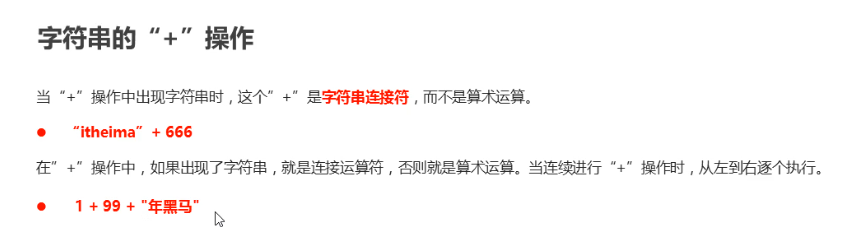 字符串的“+”操作
当“+”操作中出现字符串时，这个”+”是字符串连接符，而不是算术运算。
● “itheima” + 666
在”+”操作中，如果出现了字符串，就是连接运算符，否则就是算术运算。当连续进行“+”操作时，从左到右逐个执行。
● 1 + 99 + "年黑马"